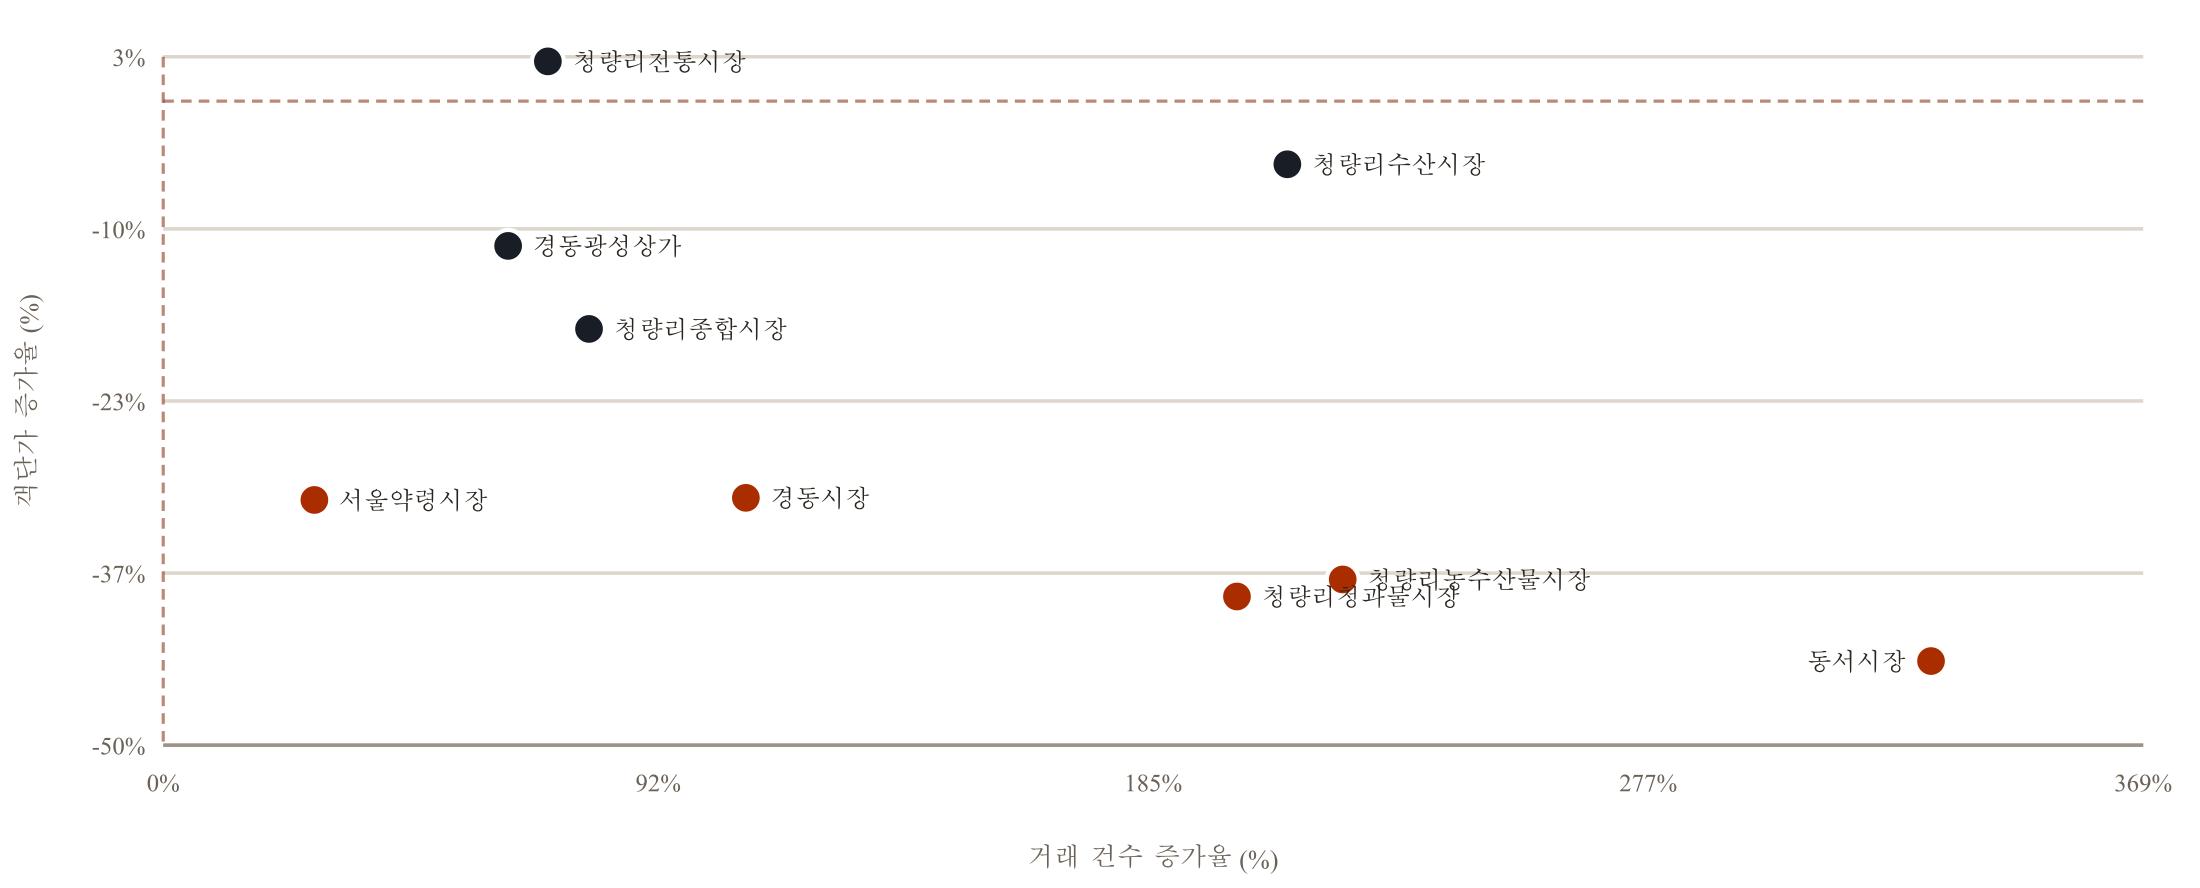 3%
청량리전통시장
청량리수산시장
-10%
경동광성상가
청량리종합시장
-23%
서울약령시장
경동시장
-37%
청량리농수산물시장
청량리청과물시장
동서시장
-50%
0%
92%
185%
277%
369%
거래 건수 증가율 (%)
객단가 증가율 (%)